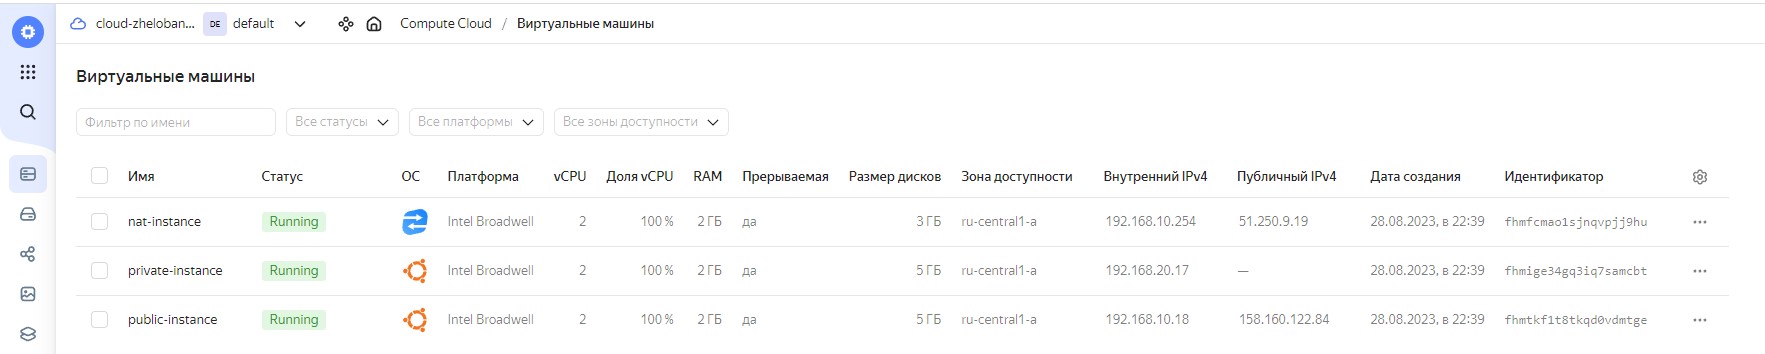 cloud-zheloban... DE default Compute Cloud / Виртуальные машины
Виртуальные машины
Фильтр по имени Все статусы Все платформы Все зоны доступности
Имя Статус ОС Платформа vCPU Доля vCPU RAM Прерываемая Размер дисков Зона доступности Внутренний IPv4 Публичный IPv4 Дата создания Идентификатор
nat-instance Running Intel Broadwell 2 100 % 2 ГБ да 3 ГБ ru-central1-a 192.168.10.254 51.250.9.19 28.08.2023, в 22:39 fhmfcmao1sjnqvpjj9hu
private-instance Running Intel Broadwell 2 100 % 2 ГБ да 5 ГБ ru-central1-a 192.168.20.17 — 28.08.2023, в 22:39 fhmige34gq3iq7samcbt
public-instance Running Intel Broadwell 2 100 % 2 ГБ да 5 ГБ ru-central1-a 192.168.10.18 158.160.122.84 28.08.2023, в 22:39 fhmtkf1t8tkqd0vdmtge